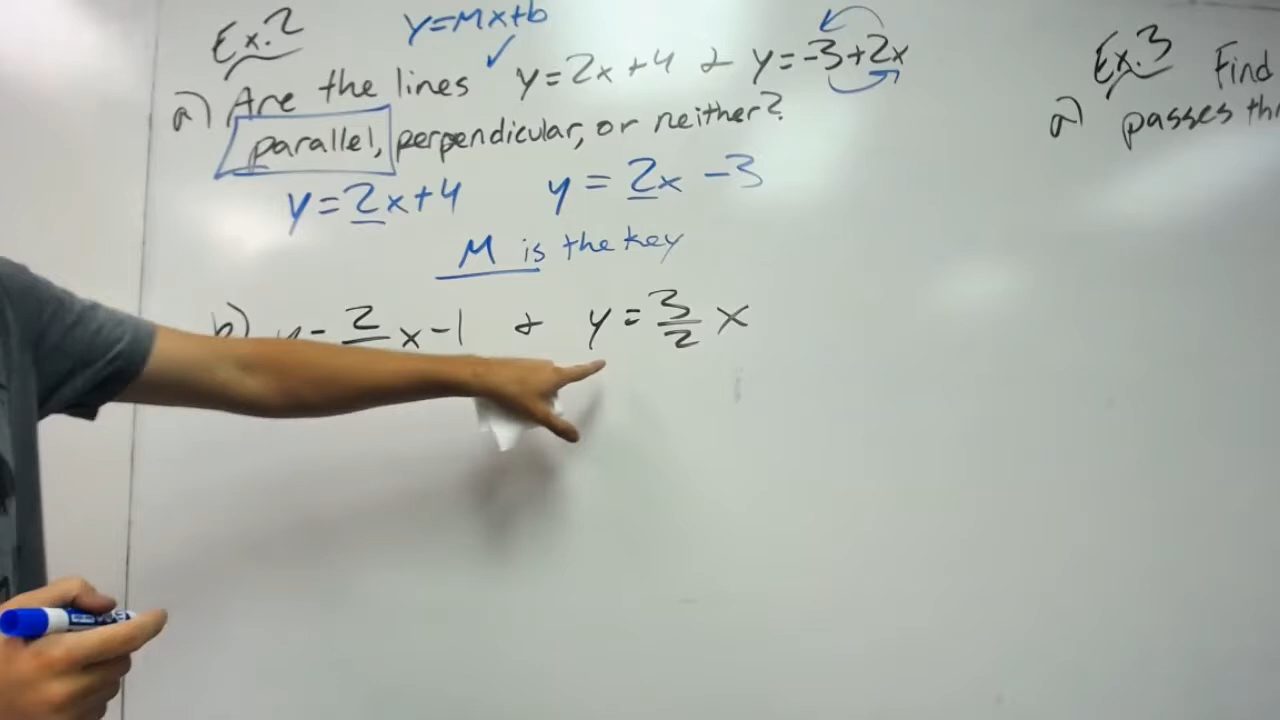 Ex. 2
y=Mx+b
a) Are the lines ✓ y=2x+4 & y=-3+2x
parallel, perpendicular, or neither?
y=2x+4 y=2x-3
M is the key
b) x-1 & y=3/2 x
Ex. 3 Find
a) passes